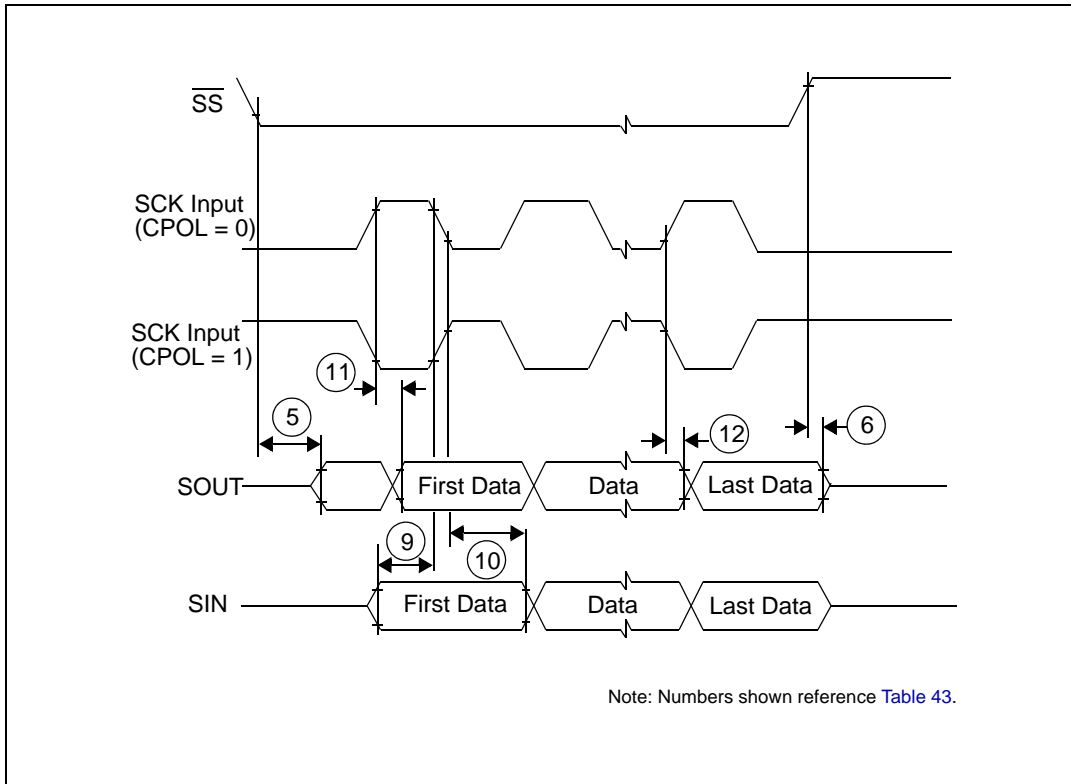 SS
SCK Input
(CPOL = 0)
SCK Input
(CPOL = 1)
11
5
12
6
SOUT
First Data
Data
Last Data
9
10
SIN
First Data
Data
Last Data
Note: Numbers shown reference Table 43.